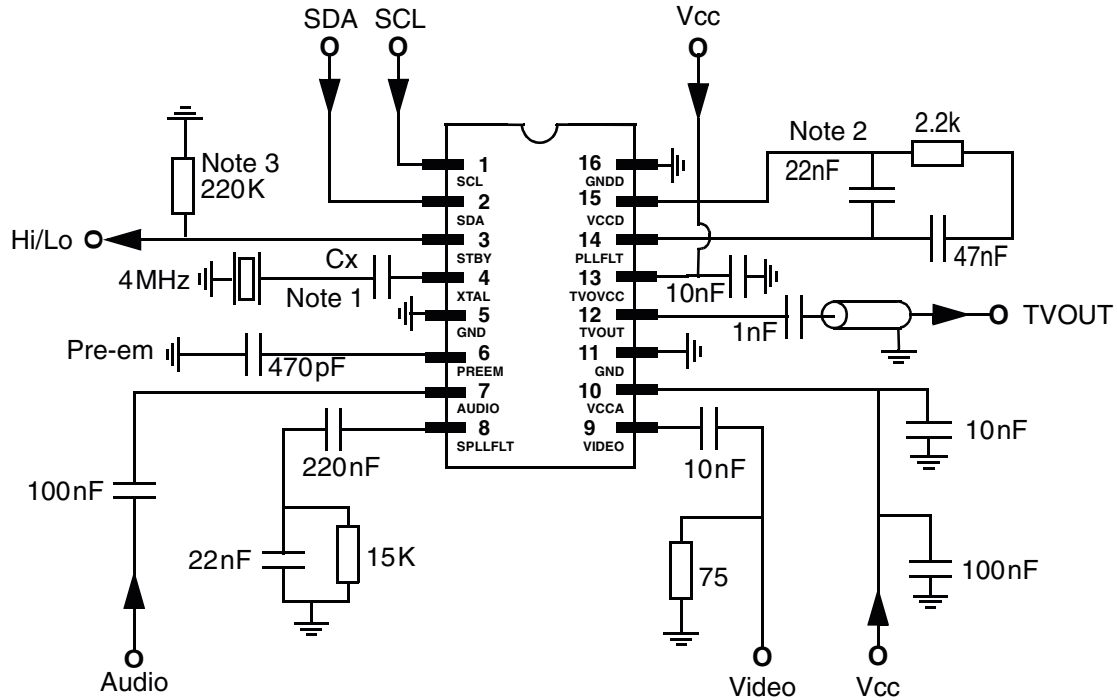 SDA SCL Vcc
Note 3
220K
Note 2 2.2k
22nF
47nF
Hi/Lo
4MHz
Cx
Note 1
Pre-em
470pF
1
SCL
2
SDA
3
STBY
4
XTAL
5
GND
6
PREEM
7
AUDIO
8
SPLLFLT
16
GNDD
15
VCCD
14
PLLFLT
13
TVOVCC
12
TVOUT
11
GND
10
VCCA
9
VIDEO
10nF
1nF
TVOUT
220nF
10nF
10nF
100nF
22nF
15K
75
100nF
Audio
Video
Vcc